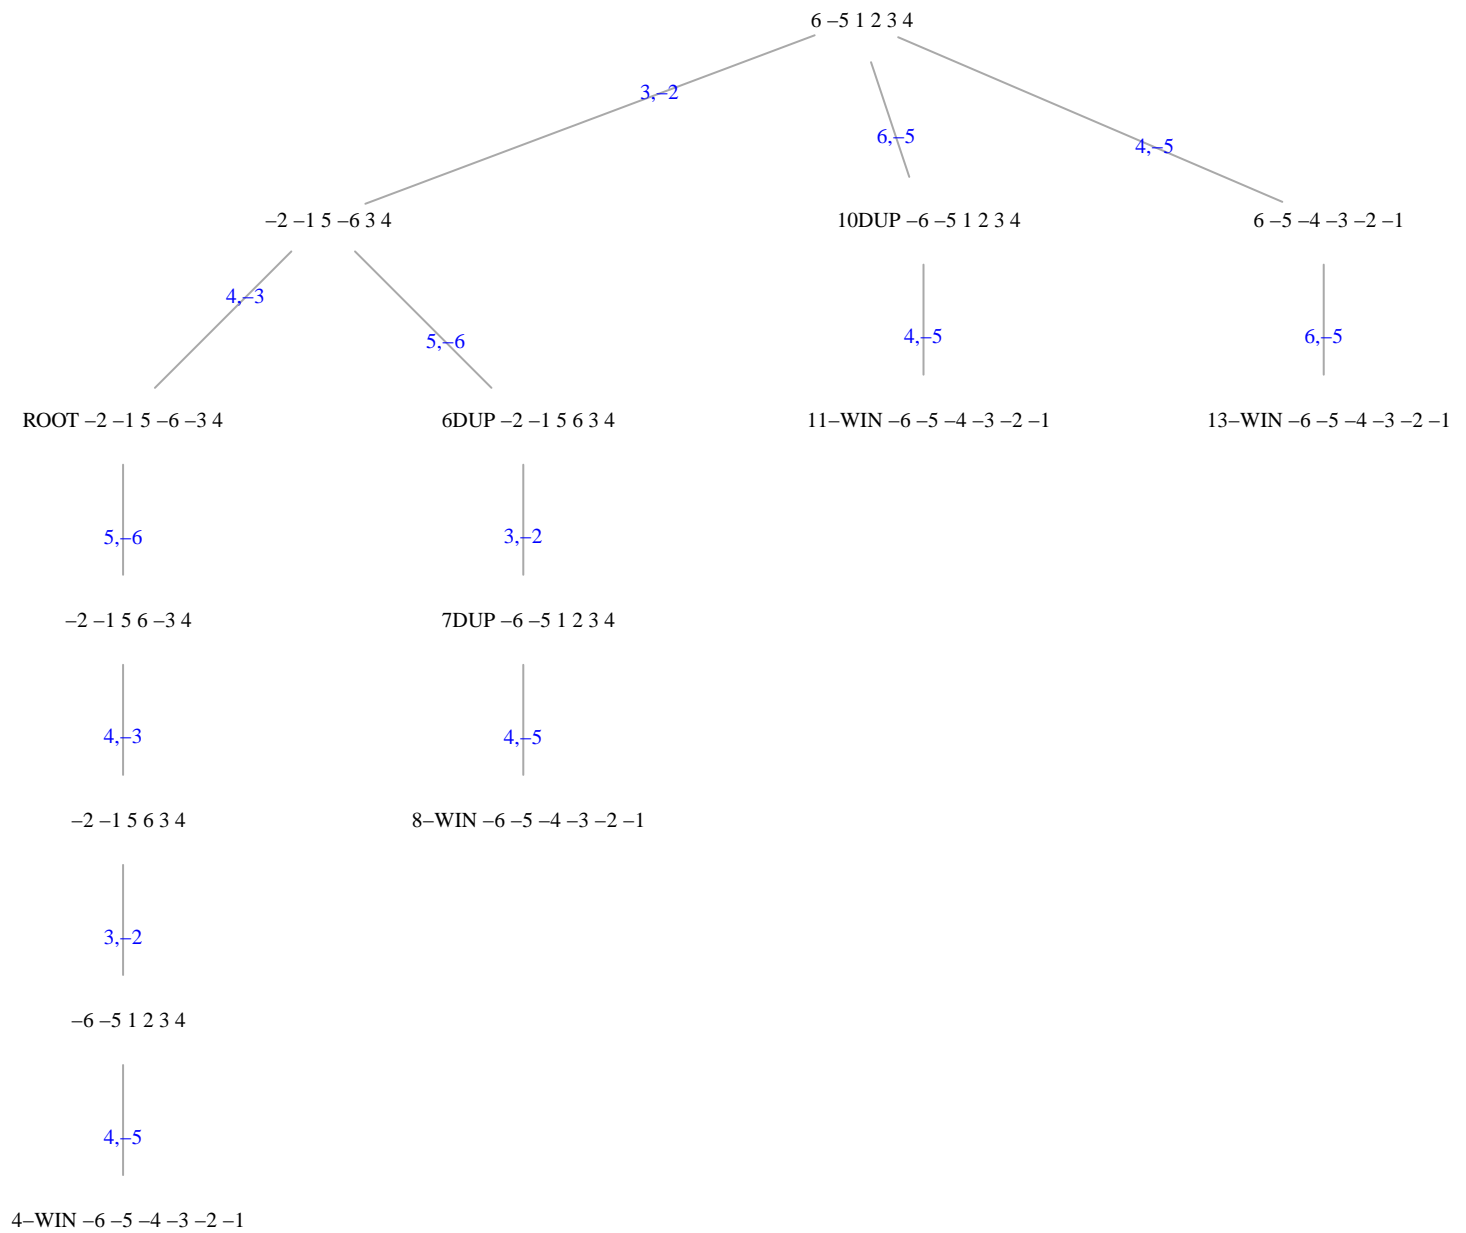 6 –5 1 2 3 4
3,–2
6,–5
4,–5
–2 –1 5 –6 3 4
10DUP –6 –5 1 2 3 4
6 –5 –4 –3 –2 –1
4,–3
5,–6
4,–5
6,–5
ROOT –2 –1 5 –6 –3 4
6DUP –2 –1 5 6 3 4
11–WIN –6 –5 –4 –3 –2 –1
13–WIN –6 –5 –4 –3 –2 –1
5,–6
3,–2
–2 –1 5 6 –3 4
7DUP –6 –5 1 2 3 4
4,–3
4,–5
–2 –1 5 6 3 4
8–WIN –6 –5 –4 –3 –2 –1
3,–2
–6 –5 1 2 3 4
4,–5
4–WIN –6 –5 –4 –3 –2 –1